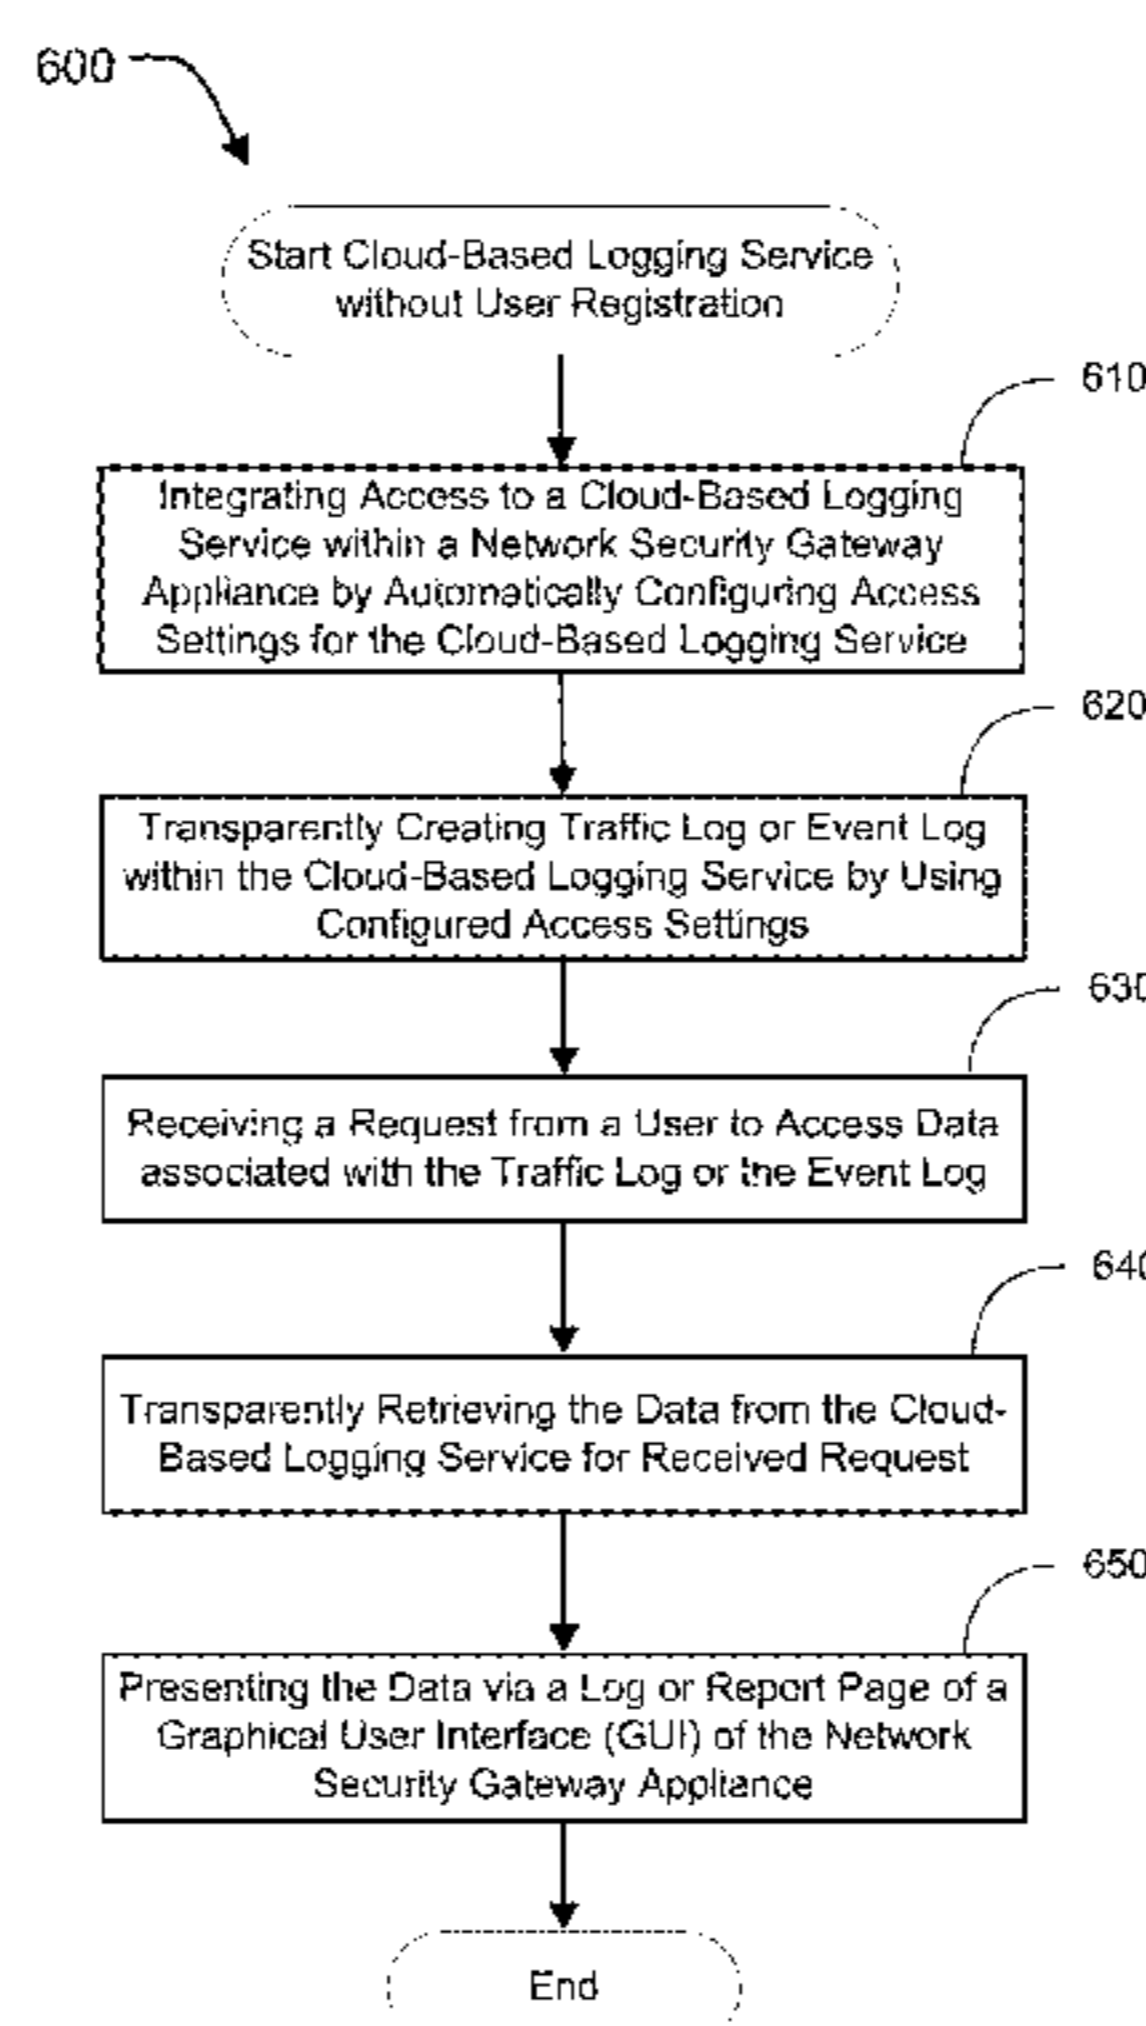 600
Start Cloud-Based Logging Service
without User Registration
610
Integrating Access to a Cloud-Based Logging
Service within a Network Security Gateway
Appliance by Automatically Configuring Access
Settings for the Cloud-Based Logging Service
620
Transparently Creating Traffic Log or Event Log
within the Cloud-Based Logging Service by Using
Configured Access Settings
630
Receiving a Request from a User to Access Data
associated with the Traffic Log or the Event Log
640
Transparently Retrieving the Data from the Cloud-
Based Logging Service for Received Request
650
Presenting the Data via a Log or Report Page of a
Graphical User Interface (GUI) of the Network
Security Gateway Appliance
End